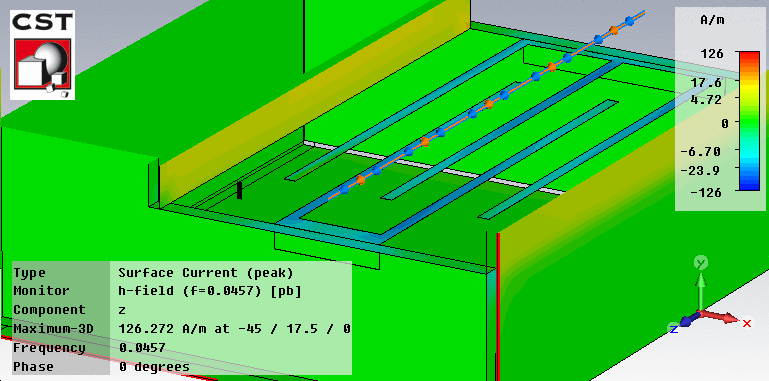 CST
A/m
126
17.6
4.72
0
-6.70
-23.9
-126
Type Surface Current (peak)
Monitor h-field (f=0.0457) [pb]
Component z
Maximum-3D 126.272 A/m at -45 / 17.5 / 0
Frequency 0.0457
Phase 0 degrees
y
x
z